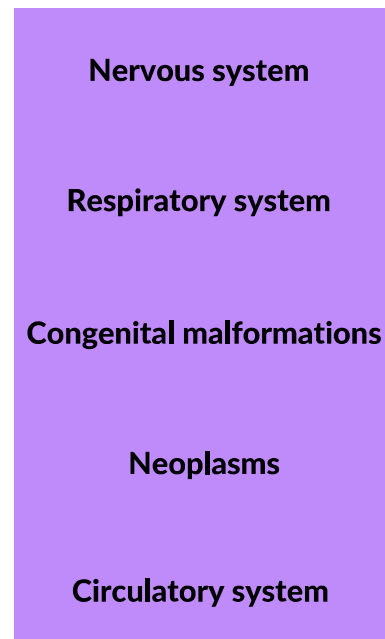 Nervous system
Respiratory system
Congenital malformations
Neoplasms
Circulatory system